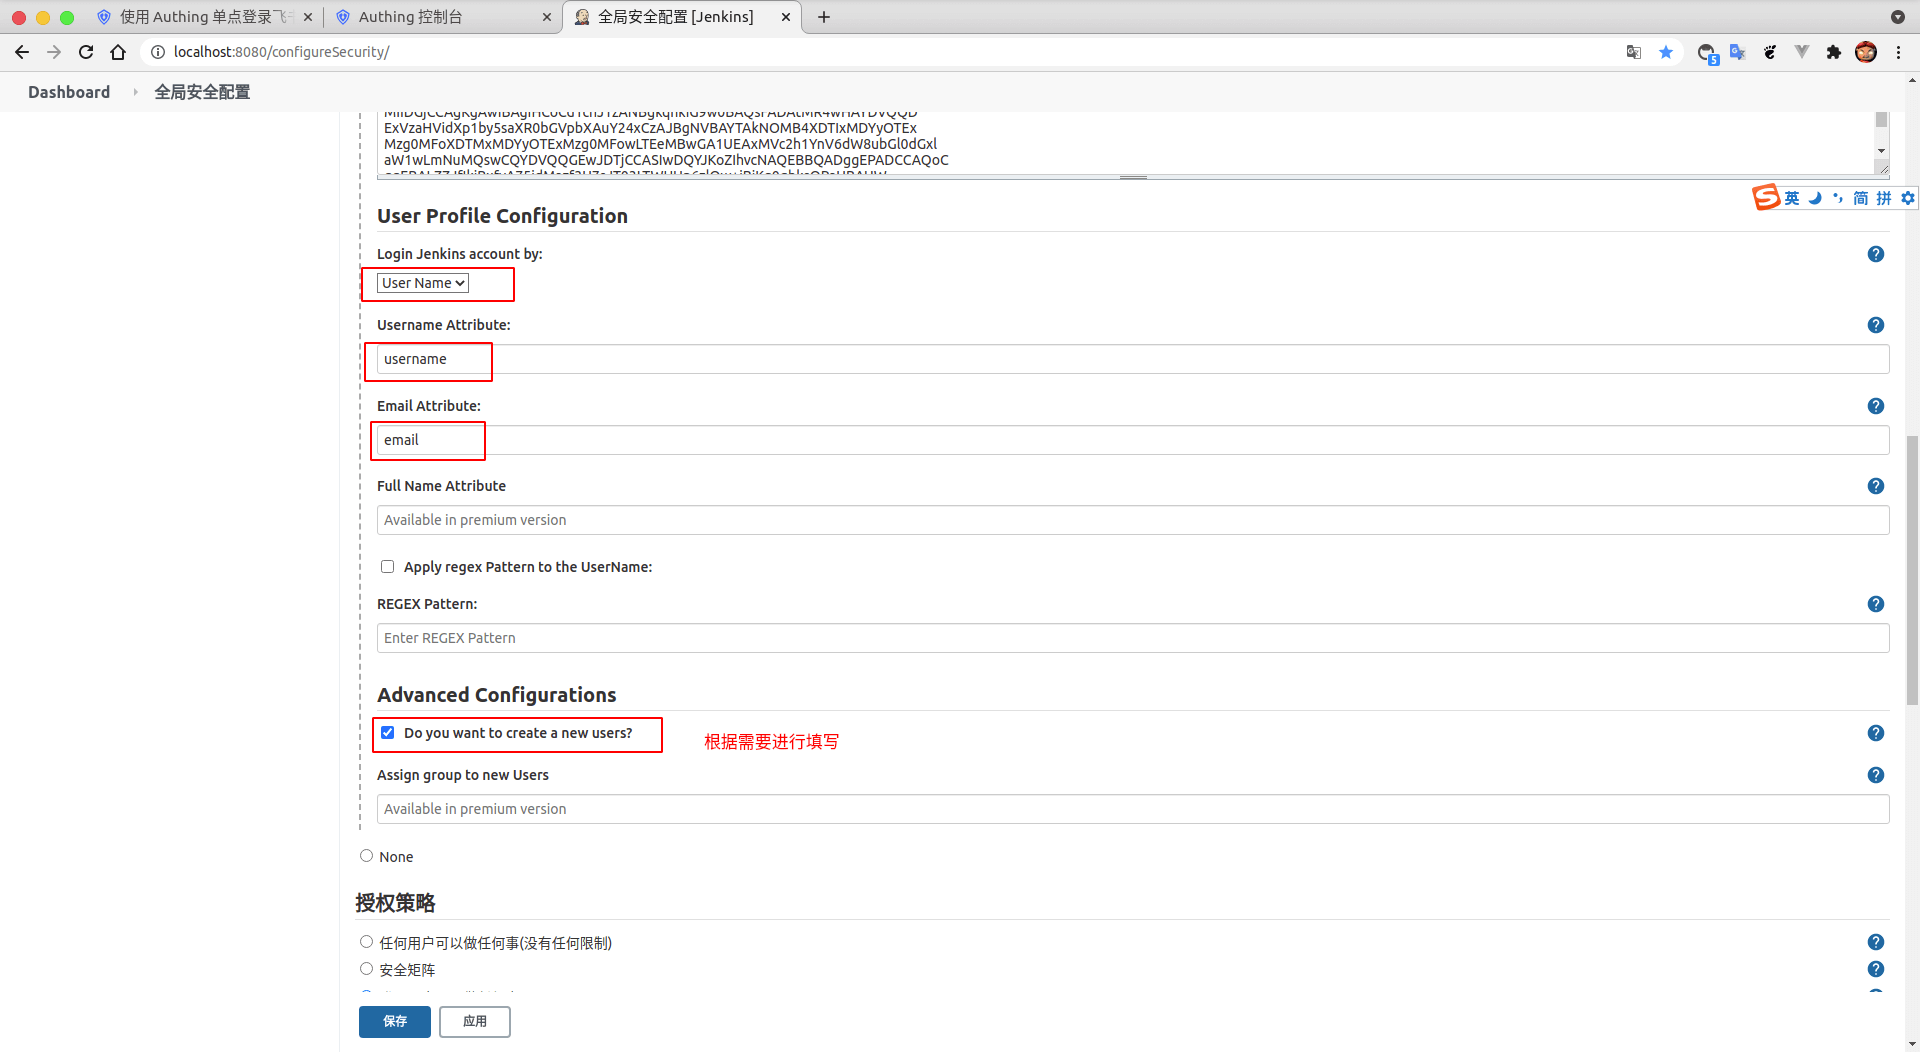 使用 Authing 单点登录飞
Authing 控制台
全局安全配置 [Jenkins]
localhost:8080/configureSecurity/
5
Dashboard
全局安全配置
ExVzaHVidXp1by5saXR0bGVpbXAuY24xCzAJBgNVBAYTAkNOMB4XDTIxMDYyOTEx
Mzg0MFoXDTMxMDYyOTExMzg0MFowLTEeMBwGA1UEAxMVc2h1YnV6dW8ubGl0dGxl
aW1wLmNuMQswCQYDVQQGEwJDTjCCASIwDQYJKoZIhvcNAQEBBQADggEPADCCAQoC
英 简 拼
User Profile Configuration
Login Jenkins account by:
User Name
Username Attribute:
username
Email Attribute:
email
Full Name Attribute
Available in premium version
Apply regex Pattern to the UserName:
REGEX Pattern:
Enter REGEX Pattern
Advanced Configurations
Do you want to create a new users?
根据需要进行填写
Assign group to new Users
Available in premium version
None
授权策略
任何用户可以做任何事(没有任何限制)
安全矩阵
保存
应用